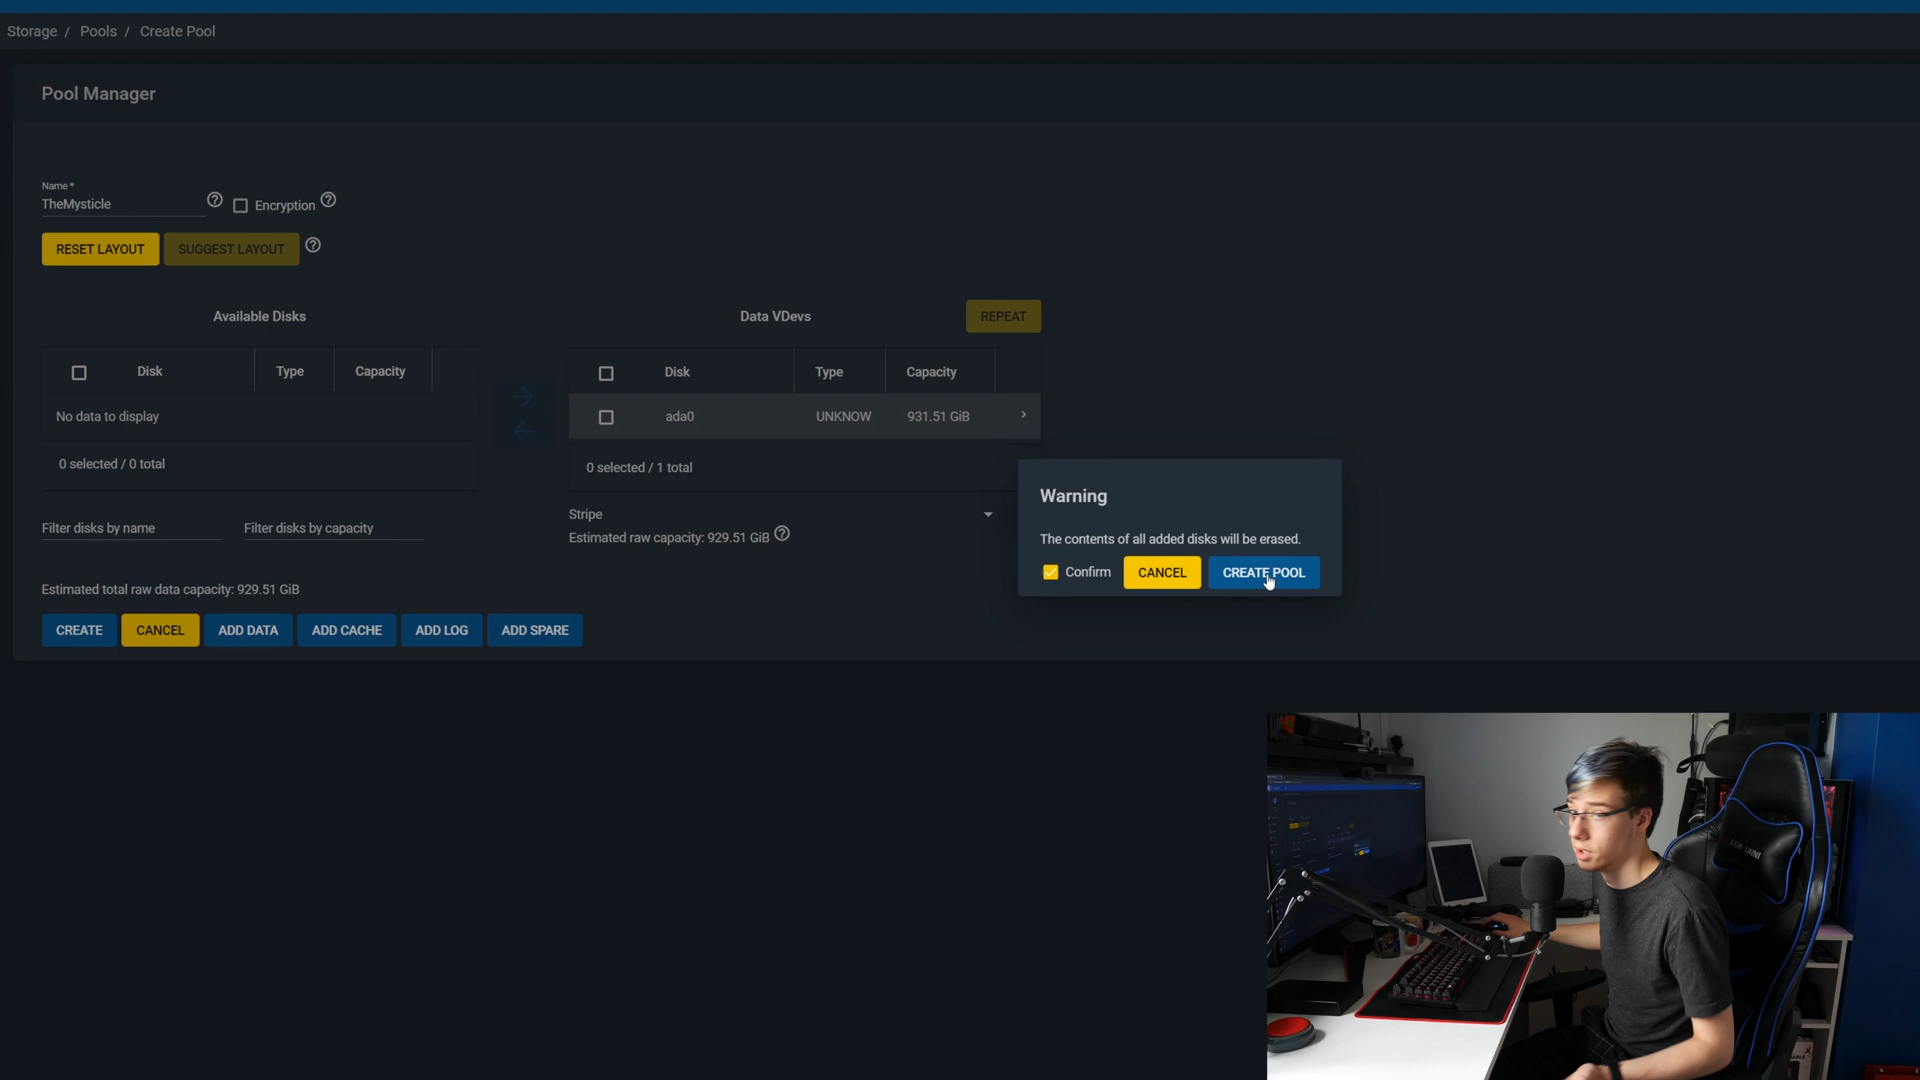 Storage / Pools / Create Pool
Pool Manager
Name *
TheMysticle
Encryption
RESET LAYOUT
SUGGEST LAYOUT
Available Disks
Data VDevs
REPEAT
Disk Type Capacity
No data to display
0 selected / 0 total
Disk Type Capacity
ada0 UNKNOW 931.51 GiB
0 selected / 1 total
Filter disks by name
Filter disks by capacity
Stripe
Estimated raw capacity: 929.51 GiB
Warning
The contents of all added disks will be erased.
Confirm
CANCEL
CREATE POOL
Estimated total raw data capacity: 929.51 GiB
CREATE
CANCEL
ADD DATA
ADD CACHE
ADD LOG
ADD SPARE